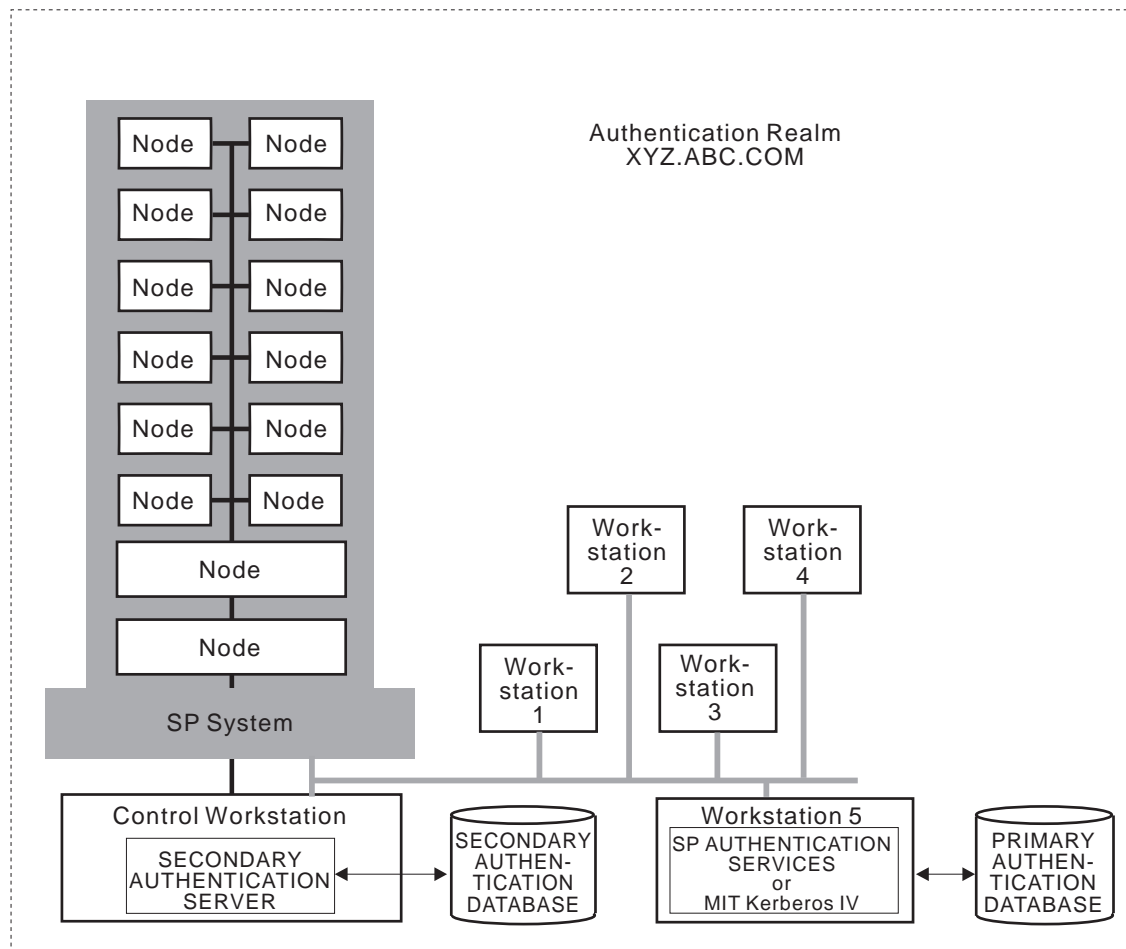 Authentication Realm
XYZ.ABC.COM
Node Node
Node Node
Node Node
Node Node
Node Node
Node Node
Node
Node
SP System
Work-
station
2
Work-
station
4
Work-
station
1
Work-
station
3
Control Workstation
SECONDARY
AUTHENTICATION
SERVER
SECONDARY
AUTHEN-
TICATION
DATABASE
Workstation 5
SP AUTHENTICATION
SERVICES
or
MIT Kerberos IV
PRIMARY
AUTHEN-
TICATION
DATABASE